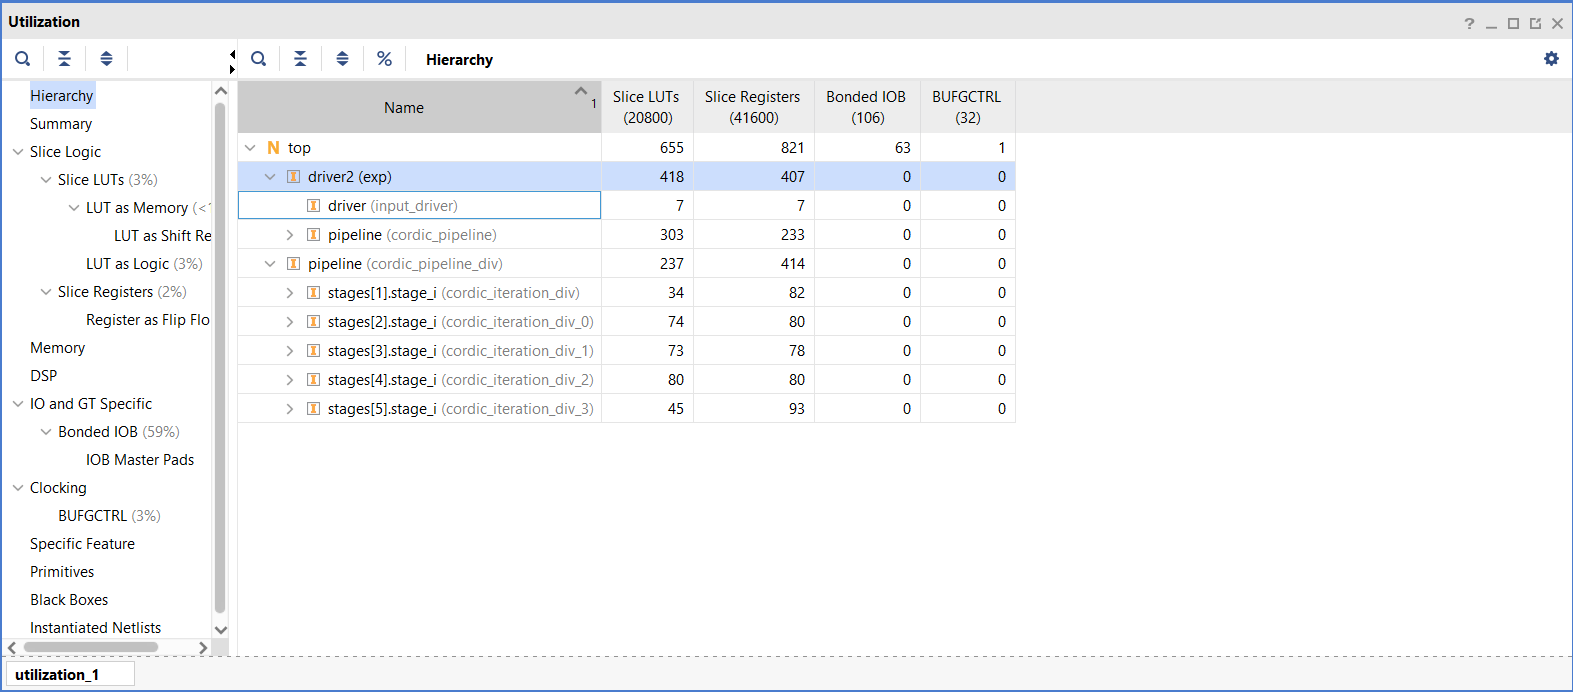 Utilization
?
%
Hierarchy
Hierarchy
Summary
Slice Logic
Slice LUTs (3%)
LUT as Memory (<
LUT as Shift Re
LUT as Logic (3%)
Slice Registers (2%)
Register as Flip Flo
Memory
DSP
IO and GT Specific
Bonded IOB (59%)
IOB Master Pads
Clocking
BUFGCTRL (3%)
Specific Feature
Primitives
Black Boxes
Instantiated Netlists
Name 1 Slice LUTs (20800) Slice Registers (41600) Bonded IOB (106) BUFGCTRL (32)
N top 655 821 63 1
I driver2 (exp) 418 407 0 0
I driver (input_driver) 7 7 0 0
I pipeline (cordic_pipeline) 303 233 0 0
I pipeline (cordic_pipeline_div) 237 414 0 0
I stages[1].stage_i (cordic_iteration_div) 34 82 0 0
I stages[2].stage_i (cordic_iteration_div_0) 74 80 0 0
I stages[3].stage_i (cordic_iteration_div_1) 73 78 0 0
I stages[4].stage_i (cordic_iteration_div_2) 80 80 0 0
I stages[5].stage_i (cordic_iteration_div_3) 45 93 0 0
utilization_1